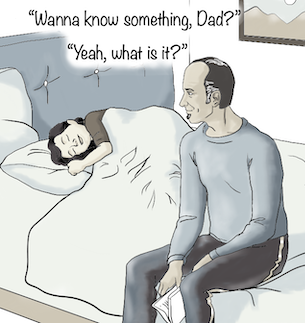 “Wanna know something, Dad?”
“Yeah, what is it?”